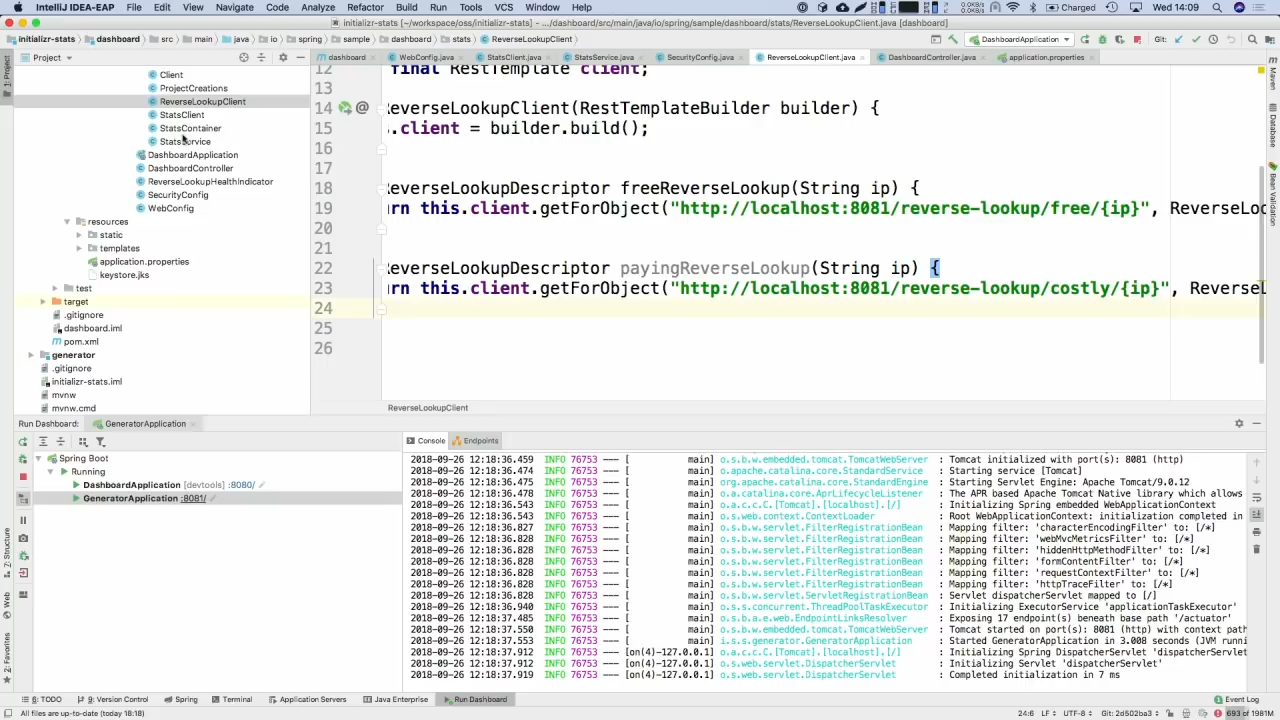 IntelliJ IDEA-EAP File Edit View Navigate Code Analyze Refactor Build Run Tools VCS Window Help 0.0KB/s 0.0KB/s Charged Wed 14:09
initializr-stats [~/workspace/oss/initializr-stats] - .../dashboard/src/main/java/io/spring/sample/dashboard/stats/ReverseLookupClient.java [dashboard]
initializr-stats dashboard src main java io spring sample dashboard stats ReverseLookupClient DashboardApplication Git:
Project dashboard WebConfig.java StatsClient.java StatsService.java SecurityConfig.java ReverseLookupClient.java DashboardController.java application.properties
1: Project
Client
ProjectCreations
ReverseLookupClient
StatsClient
StatsContainer
StatsService
DashboardApplication
DashboardController
ReverseLookupHealthIndicator
SecurityConfig
WebConfig
resources
static
templates
application.properties
keystore.jks
test
target
.gitignore
dashboard.iml
pom.xml
generator
.gitignore
initializr-stats.iml
mvnw
mvnw.cmd
12 final RestTemplate client;
13
14 @ ReverseLookupClient(RestTemplateBuilder builder) {
15 .client = builder.build();
16
17
18 ReverseLookupDescriptor freeReverseLookup(String ip) {
19 urn this.client.getForObject("http://localhost:8081/reverse-lookup/free/{ip}", ReverseLoo
20
21
22 ReverseLookupDescriptor payingReverseLookup(String ip) {
23 urn this.client.getForObject("http://localhost:8081/reverse-lookup/costly/{ip}", ReverseL
24
25
26
ReverseLookupClient
Maven
Database
Bean Validation
Run Dashboard: GeneratorApplication
Console Endpoints
Spring Boot
Running
DashboardApplication [devtools] :8080/
GeneratorApplication :8081/
2018-09-26 12:18:36.459 INFO 76753 --- [ main] o.s.b.w.embedded.tomcat.TomcatWebServer : Tomcat initialized with port(s): 8081 (http)
2018-09-26 12:18:36.474 INFO 76753 --- [ main] o.apache.catalina.core.StandardService : Starting service [Tomcat]
2018-09-26 12:18:36.475 INFO 76753 --- [ main] org.apache.catalina.core.StandardEngine : Starting Servlet Engine: Apache Tomcat/9.0.12
2018-09-26 12:18:36.478 INFO 76753 --- [ main] o.a.catalina.core.AprLifecycleListener : The APR based Apache Tomcat Native library which allows
2018-09-26 12:18:36.543 INFO 76753 --- [ main] o.a.c.c.C.[Tomcat].[localhost].[/] : Initializing Spring embedded WebApplicationContext
2018-09-26 12:18:36.543 INFO 76753 --- [ main] o.s.web.context.ContextLoader : Root WebApplicationContext: initialization completed in
2018-09-26 12:18:36.827 INFO 76753 --- [ main] o.s.b.w.servlet.FilterRegistrationBean : Mapping filter: 'characterEncodingFilter' to: [/*]
2018-09-26 12:18:36.828 INFO 76753 --- [ main] o.s.b.w.servlet.FilterRegistrationBean : Mapping filter: 'webMvcMetricsFilter' to: [/*]
2018-09-26 12:18:36.828 INFO 76753 --- [ main] o.s.b.w.servlet.FilterRegistrationBean : Mapping filter: 'hiddenHttpMethodFilter' to: [/*]
2018-09-26 12:18:36.828 INFO 76753 --- [ main] o.s.b.w.servlet.FilterRegistrationBean : Mapping filter: 'formContentFilter' to: [/*]
2018-09-26 12:18:36.828 INFO 76753 --- [ main] o.s.b.w.servlet.FilterRegistrationBean : Mapping filter: 'requestContextFilter' to: [/*]
2018-09-26 12:18:36.828 INFO 76753 --- [ main] o.s.b.w.servlet.FilterRegistrationBean : Mapping filter: 'httpTraceFilter' to: [/*]
2018-09-26 12:18:36.828 INFO 76753 --- [ main] o.s.b.w.servlet.ServletRegistrationBean : Servlet dispatcherServlet mapped to [/]
2018-09-26 12:18:36.940 INFO 76753 --- [ main] o.s.s.concurrent.ThreadPoolTaskExecutor : Initializing ExecutorService 'applicationTaskExecutor'
2018-09-26 12:18:37.485 INFO 76753 --- [ main] o.s.b.a.e.web.EndpointLinksResolver : Exposing 17 endpoint(s) beneath base path '/actuator'
2018-09-26 12:18:37.550 INFO 76753 --- [ main] o.s.b.w.embedded.tomcat.TomcatWebServer : Tomcat started on port(s): 8081 (http) with context path
2018-09-26 12:18:37.553 INFO 76753 --- [ main] i.s.s.generator.GeneratorApplication : Started GeneratorApplication in 3.008 seconds (JVM runni
2018-09-26 12:18:37.912 INFO 76753 --- [on(4)-127.0.0.1] o.a.c.c.C.[Tomcat].[localhost].[/] : Initializing Spring DispatcherServlet 'dispatcherServlet
2018-09-26 12:18:37.912 INFO 76753 --- [on(4)-127.0.0.1] o.s.web.servlet.DispatcherServlet : Initializing Servlet 'dispatcherServlet'
2018-09-26 12:18:37.919 INFO 76753 --- [on(4)-127.0.0.1] o.s.web.servlet.DispatcherServlet : Completed initialization in 7 ms
Z: Structure
Web
2: Favorites
6: TODO 9: Version Control Spring Terminal Application Servers Java Enterprise Run Dashboard Event Log
All files are up-to-date (today 18:18) 24:6 LF UTF-8 Git: 2d502ba3 693 of 1981M